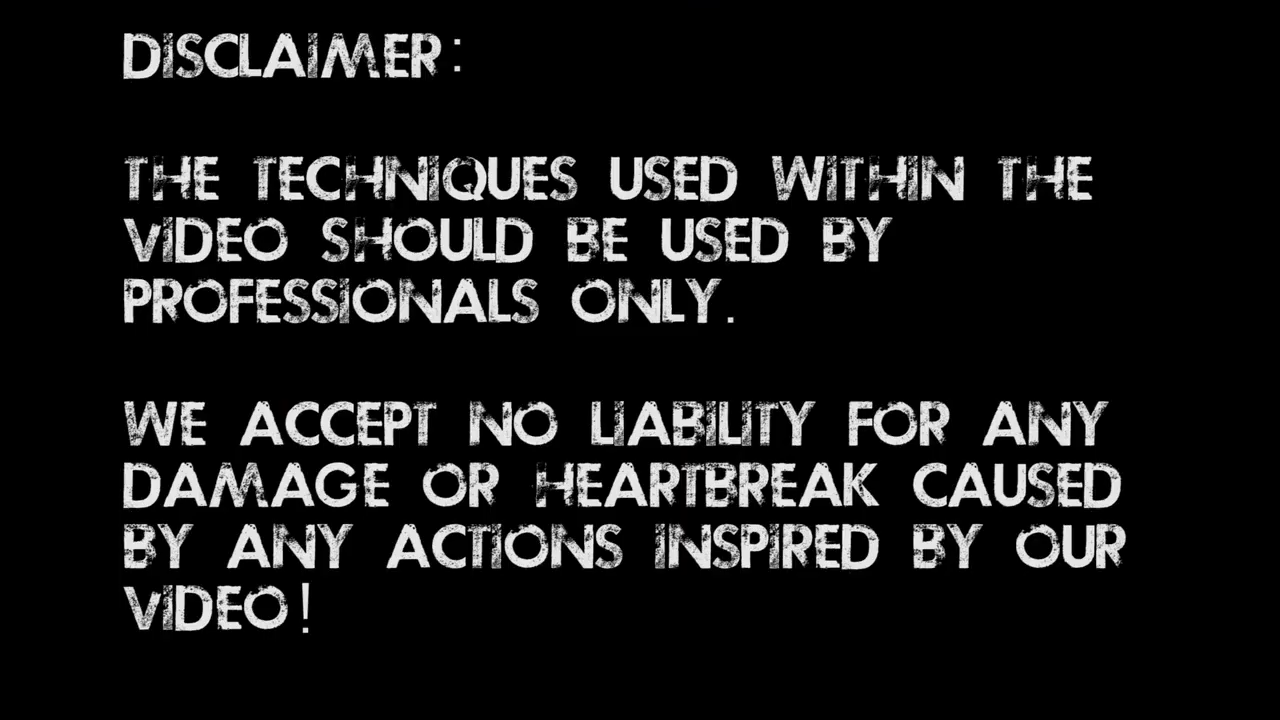 DISCLAIMER:
THE TECHNIQUES USED WITHIN THE
VIDEO SHOULD BE USED BY
PROFESSIONALS ONLY.
WE ACCEPT NO LIABILITY FOR ANY
DAMAGE OR HEARTBREAK CAUSED
BY ANY ACTIONS INSPIRED BY OUR
VIDEO!